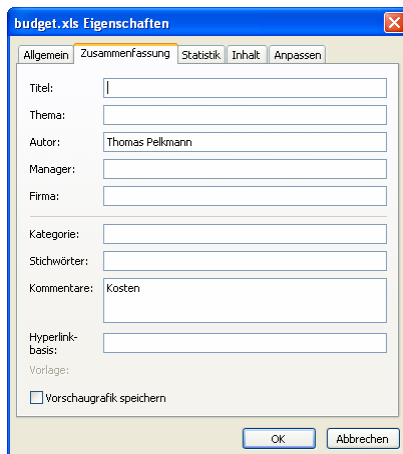 budget.xls Eigenschaften
Allgemein Zusammenfassung Statistik Inhalt Anpassen
Titel:
Thema:
Autor: Thomas Pelkmann
Manager:
Firma:
Kategorie:
Stichwörter:
Kommentare: Kosten
Hyperlink-
basis:
Vorlage:
Vorschaugrafik speichern
OK Abbrechen